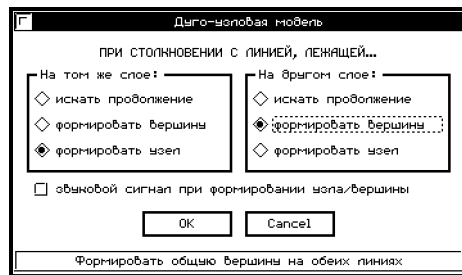 Дуго-узловая модель
ПРИ СТОЛКНОВЕНИИ С ЛИНИЕЙ, ЛЕЖАЩЕЙ...
На том же слое:
искать продолжение
формировать вершину
формировать узел
На другом слое:
искать продолжение
формировать вершину
формировать узел
звуковой сигнал при формировании узла/вершины
OK
Cancel
Формировать общую вершину на обеих линиях